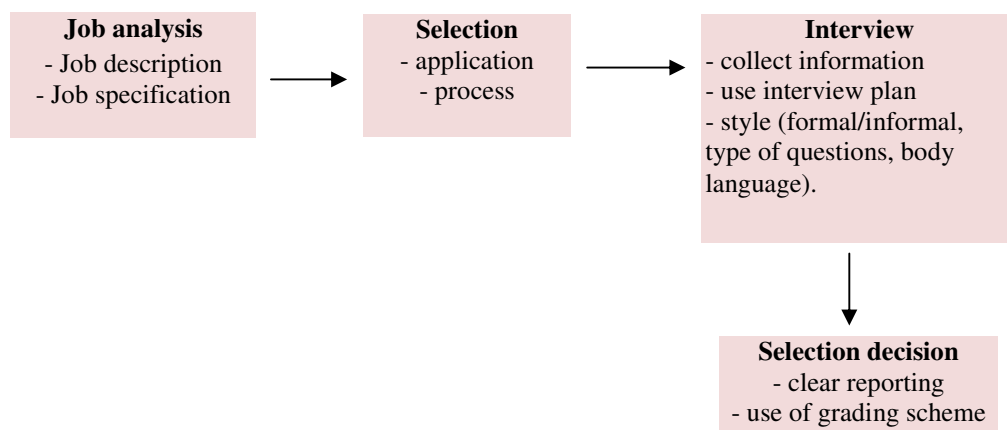 Job analysis
- Job description
- Job specification
Selection
- application
- process
Interview
- collect information
- use interview plan
- style (formal/informal,
type of questions, body
language).
Selection decision
- clear reporting
- use of grading scheme